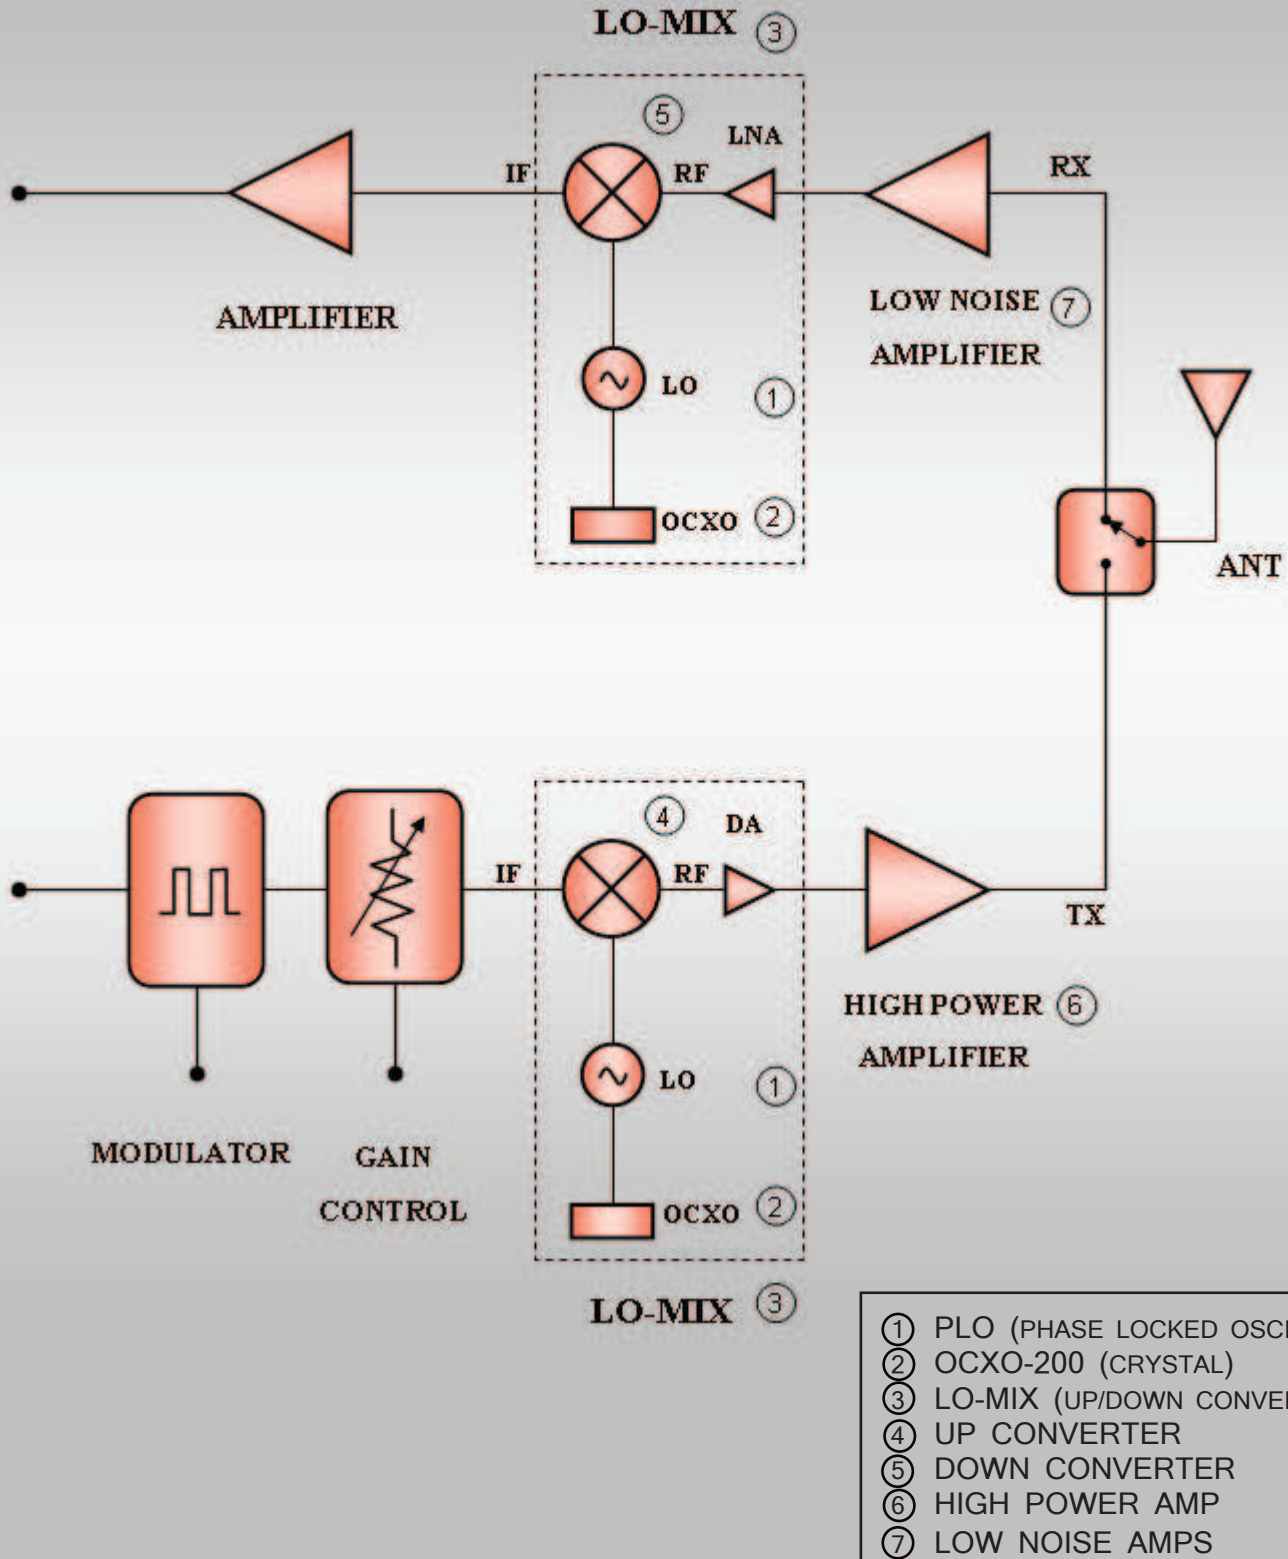 LO-MIX ③
⑤
LNA
IF
RF
RX
AMPLIFIER
LOW NOISE ⑦
AMPLIFIER
LO ①
OCXO ②
ANT
④
DA
IF
RF
TX
HIGH POWER ⑥
AMPLIFIER
LO ①
MODULATOR
GAIN
CONTROL
OCXO ②
LO-MIX ③
① PLO (PHASE LOCKED
② OCXO-200 (CRYSTAL)
③ LO-MIX (UP/DOWN
④ UP CONVERTER
⑤ DOWN CONVERTER
⑥ HIGH POWER AMP
⑦ LOW NOISE AMPS